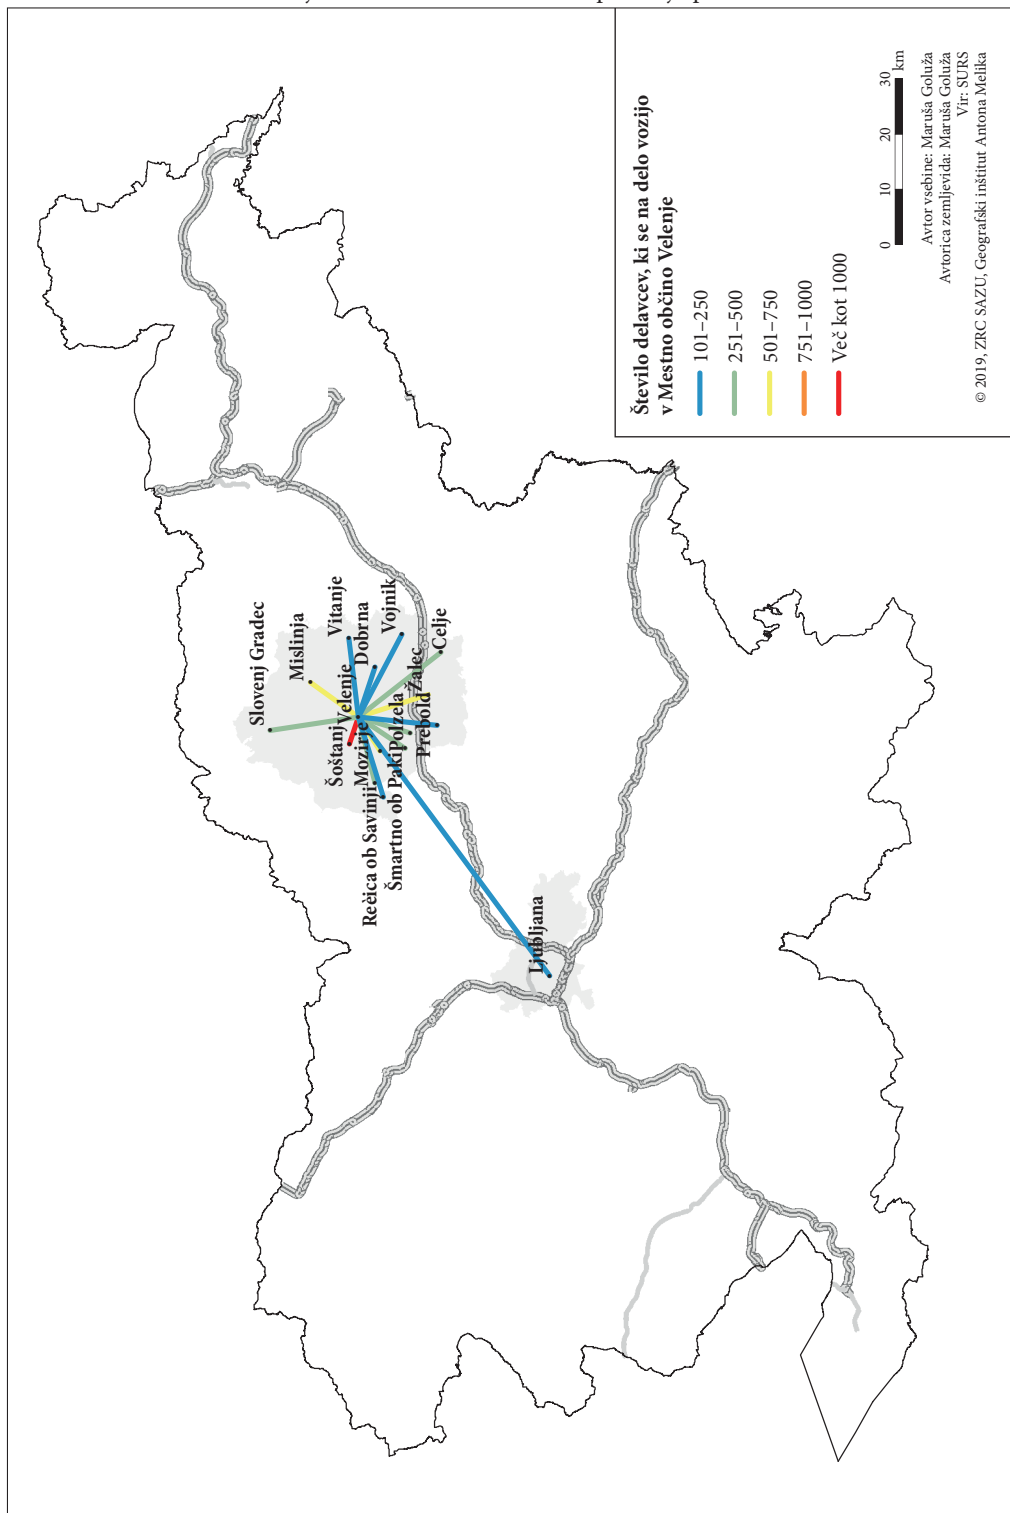 Slovenj Gradec
Mislinja
Vitanje
Dobrna
Vojnik
Celje
Žalec
Velenje
Šoštanj
Mozirje
Polzela
Prebold
Rečica ob Savinji
Šmartno ob Paki
Ljubljana
Število delavcev, ki se na delo vozijo
v Mestno občino Velenje
101–250
251–500
501–750
751–1000
Več kot 1000
0 10 20 30
km
Avtor vsebine: Maruša Goluža
Avtorica zemljevida: Maruša Goluža
Vir: SURS
© 2019, ZRC SAZU, Geografski inštitut Antona Melika